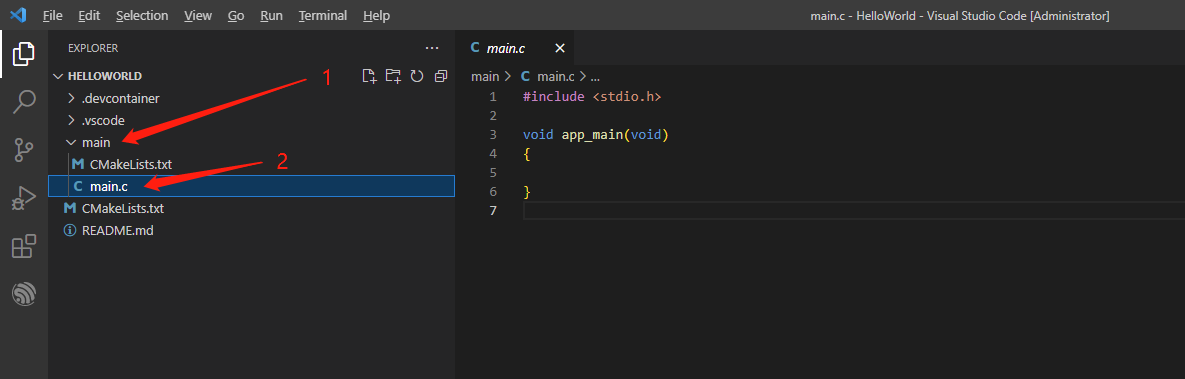 File Edit Selection View Go Run Terminal Help main.c - HelloWorld - Visual Studio Code [Administrator]
EXPLORER ...
HELLOWORLD
.devcontainer
.vscode
main
M CMakeLists.txt
C main.c
M CMakeLists.txt
README.md
1
2
C main.c
main > C main.c > ...
1 #include <stdio.h>
2
3 void app_main(void)
4 {
5
6 }
7